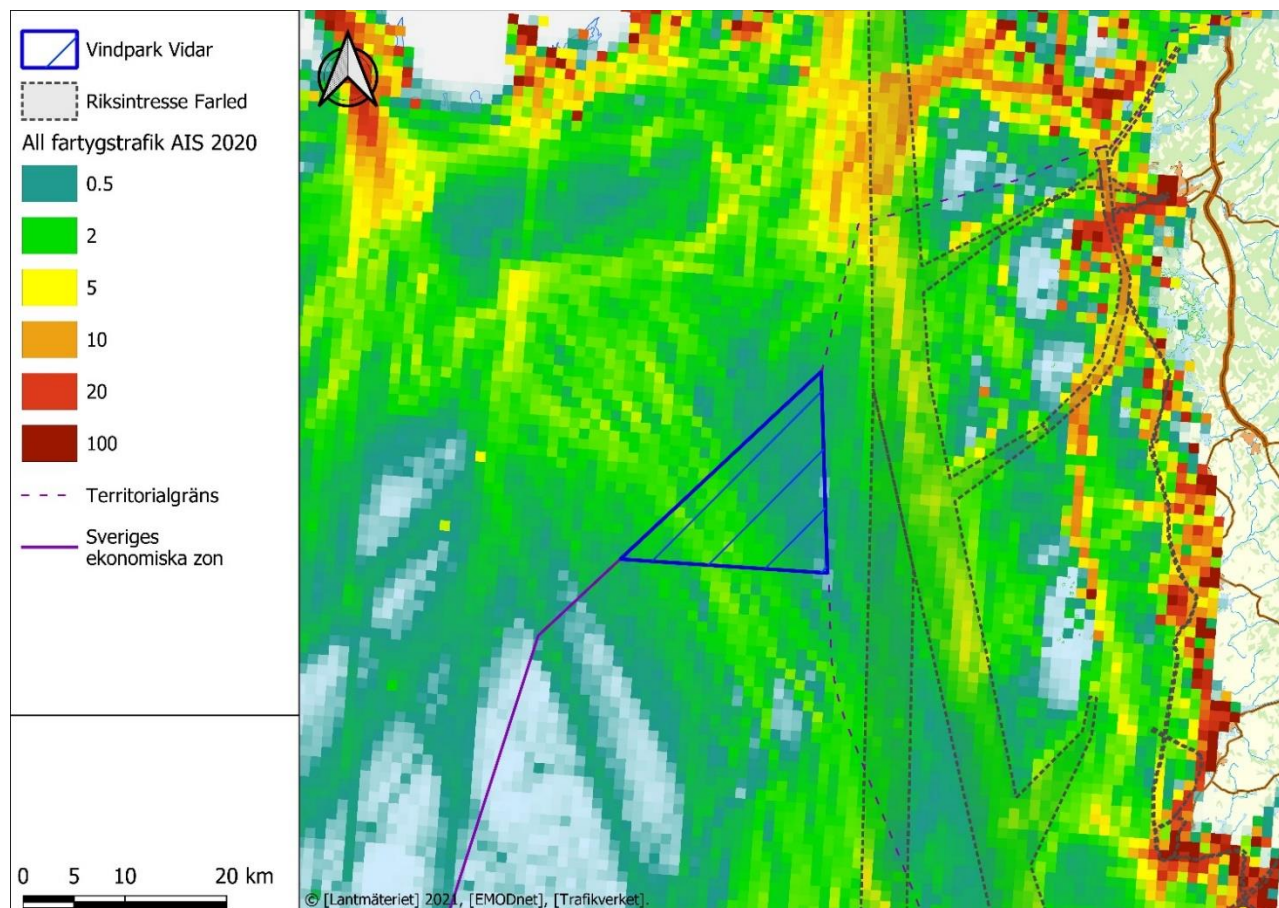 Vindpark Vidar
Riksintresse Farled
All fartygstrafik AIS 2020
0.5
2
5
10
20
100
Territorialgräns
Sveriges
ekonomiska zon
0 5 10 20 km
© [Lantmäteriet] 2021, [EMODnet], [Trafikverket].